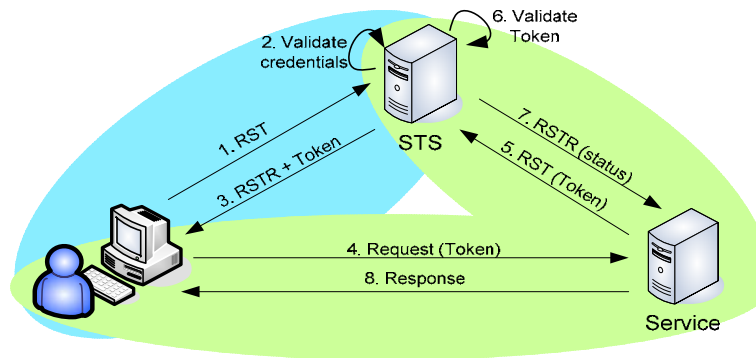 6. Validate
Token
2. Validate
credentials
STS
1. RST
3. RSTR + Token
7. RSTR (status)
5. RST (Token)
4. Request (Token)
8. Response
Service